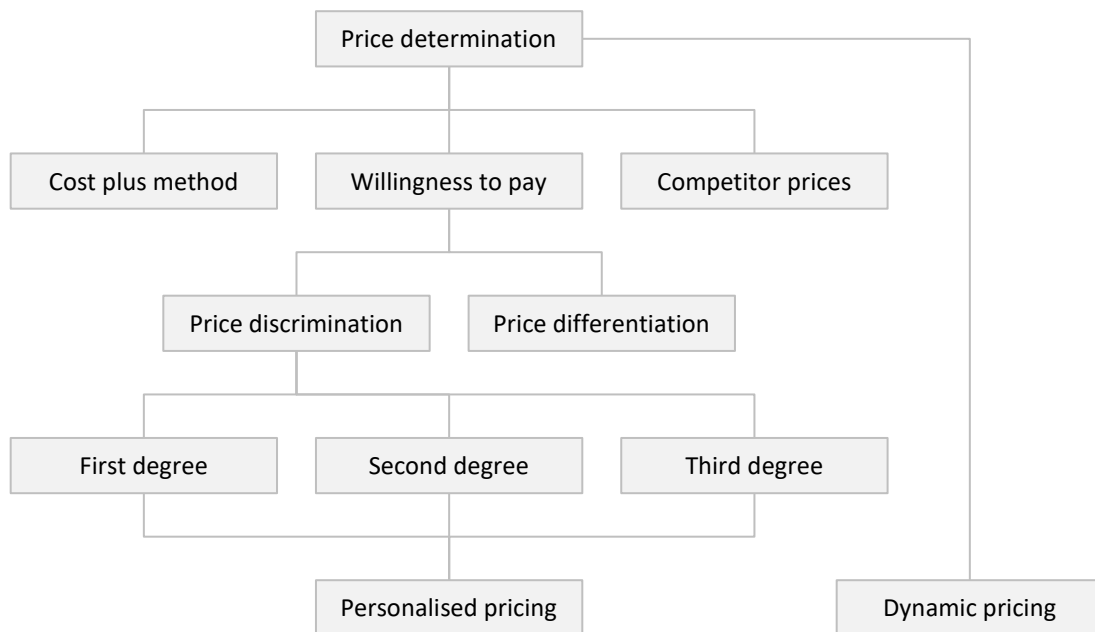 Price determination
Cost plus method
Willingness to pay
Competitor prices
Price discrimination
Price differentiation
First degree
Second degree
Third degree
Personalised pricing
Dynamic pricing